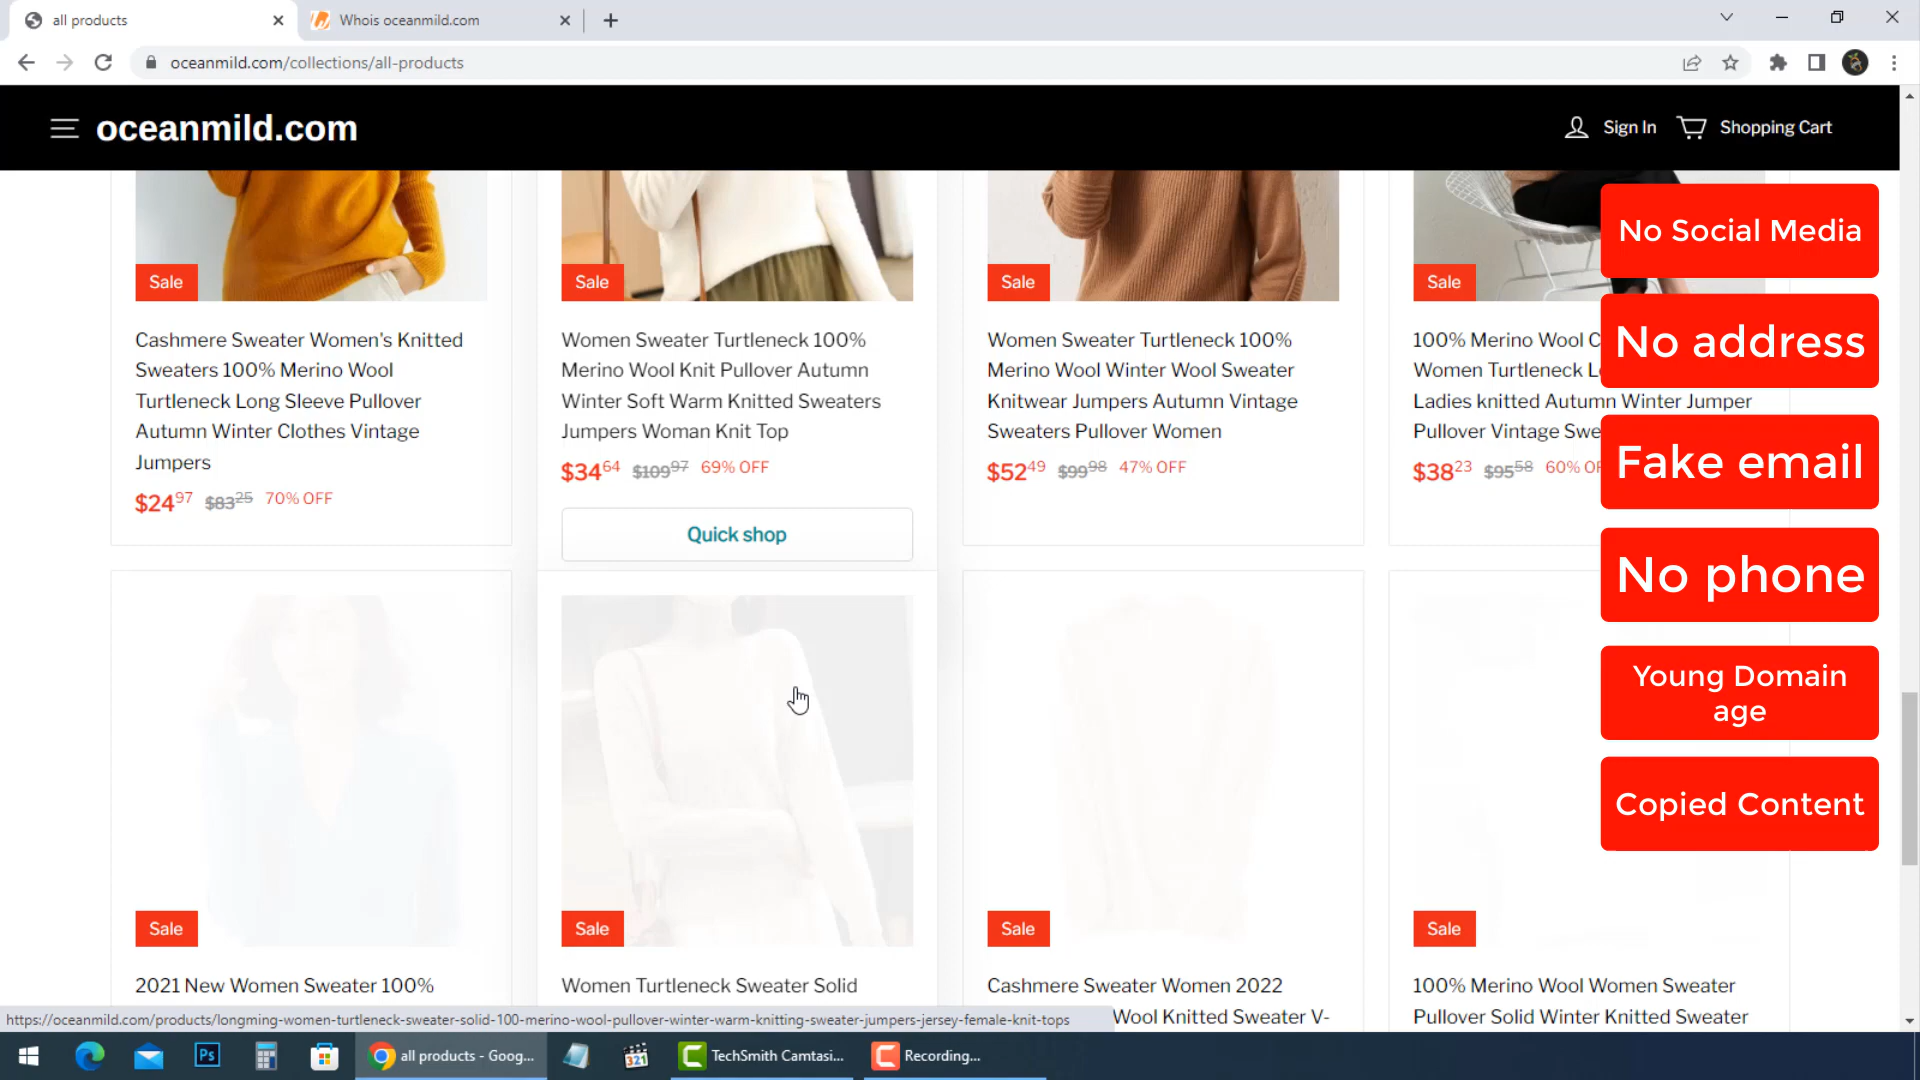 all products
Whois oceanmild.com
oceanmild.com/collections/all-products
oceanmild.com
Sign In
Shopping Cart
Sale
Sale
Sale
Sale
Cashmere Sweater Women's Knitted
Sweaters 100% Merino Wool
Turtleneck Long Sleeve Pullover
Autumn Winter Clothes Vintage
Jumpers
$24.97 $83.25 70% OFF
Women Sweater Turtleneck 100%
Merino Wool Knit Pullover Autumn
Winter Soft Warm Knitted Sweaters
Jumpers Woman Knit Top
$34.64 $109.97 69% OFF
Quick shop
Women Sweater Turtleneck 100%
Merino Wool Winter Wool Sweater
Knitwear Jumpers Autumn Vintage
Sweaters Pullover Women
$52.49 $99.98 47% OFF
100% Merino Wool C
Women Turtleneck L
Ladies knitted Autumn Winter Jumper
Pullover Vintage Swe
$38.23 $95.58 60% OF
No Social Media
No address
Fake email
No phone
Young Domain
age
Copied Content
Sale
Sale
Sale
Sale
2021 New Women Sweater 100%
Women Turtleneck Sweater Solid
Cashmere Sweater Women 2022
Wool Knitted Sweater V-
100% Merino Wool Women Sweater
Pullover Solid Winter Knitted Sweater
https://oceanmild.com/products/longming-women-turtleneck-sweater-solid-100-merino-wool-pullover-winter-warm-knitting-sweater-jumpers-jersey-female-knit-tops
Ps
all products - Goog...
321
TechSmith Camtasi...
Recording...